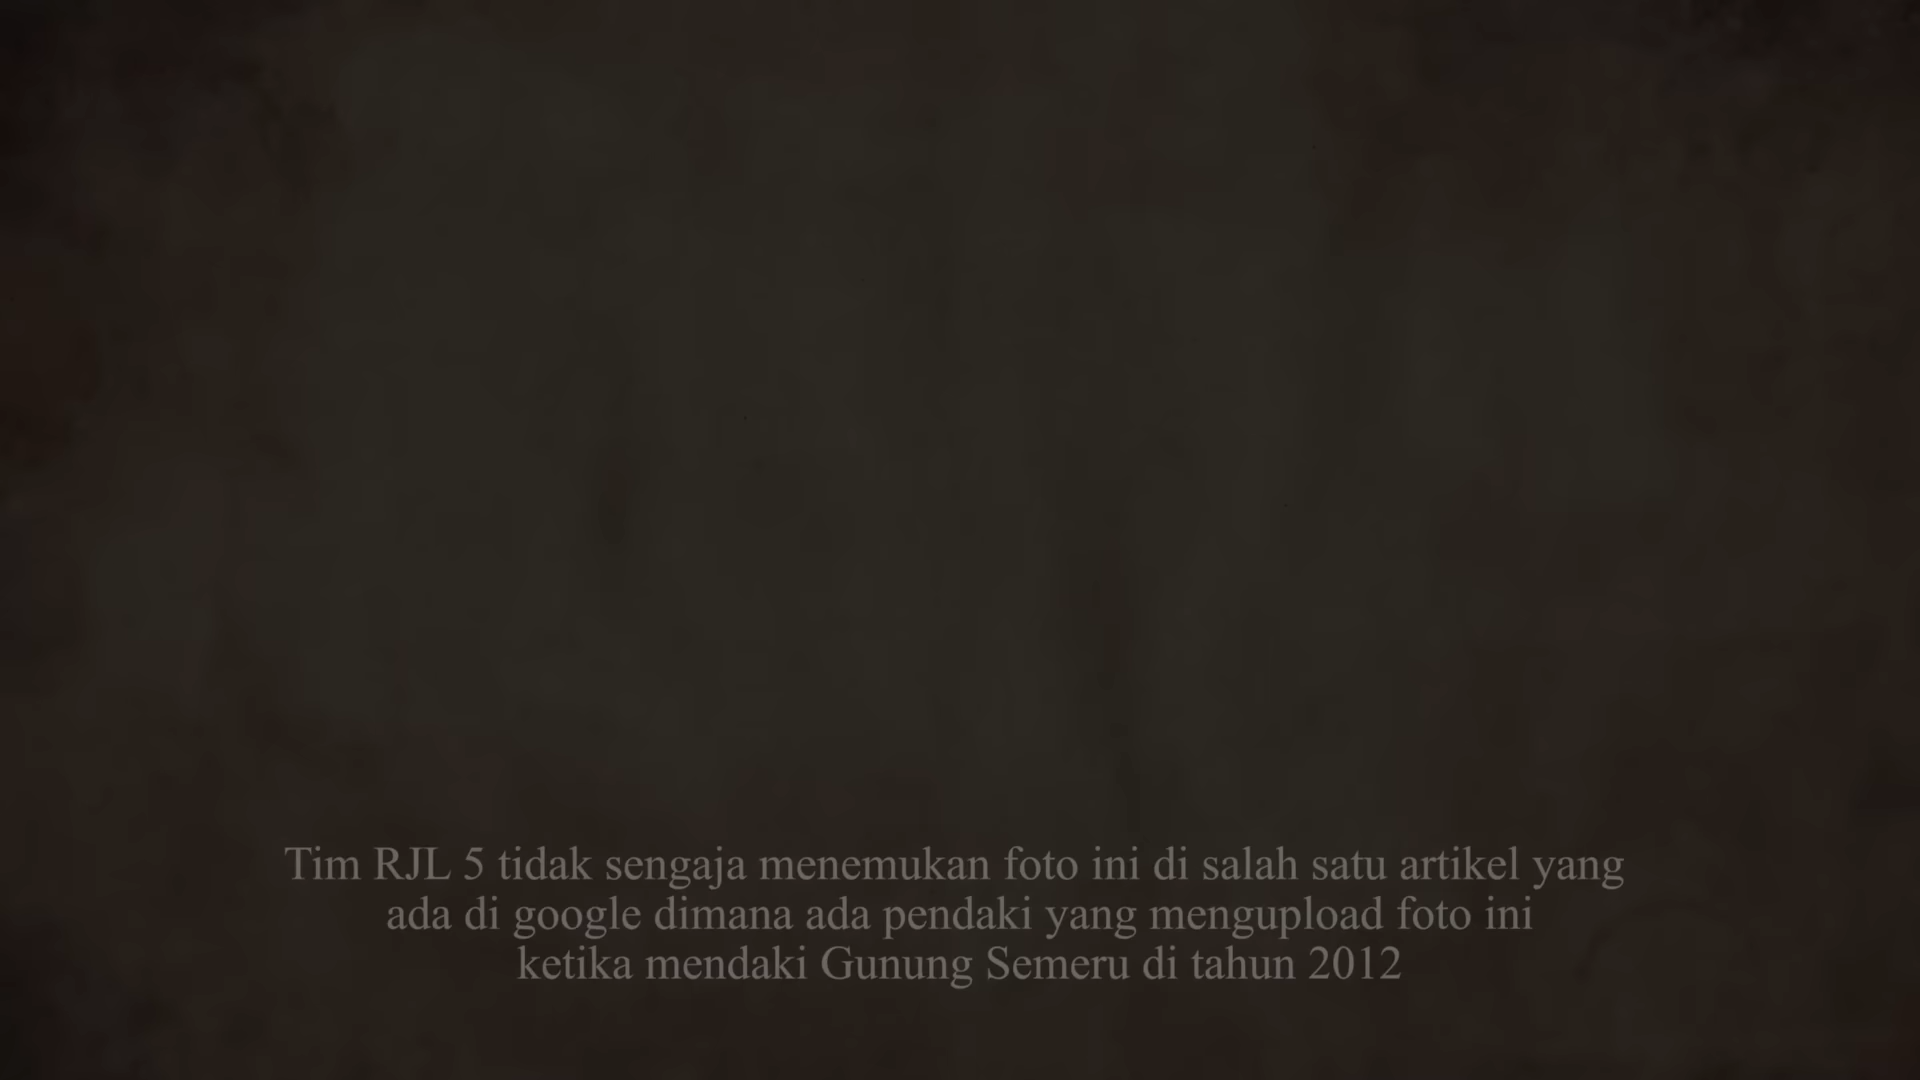 Tim RJL 5 tidak sengaja menemukan foto ini di salah satu artikel yang
ada di google dimana ada pendaki yang mengupload foto ini
ketika mendaki Gunung Semeru di tahun 2012